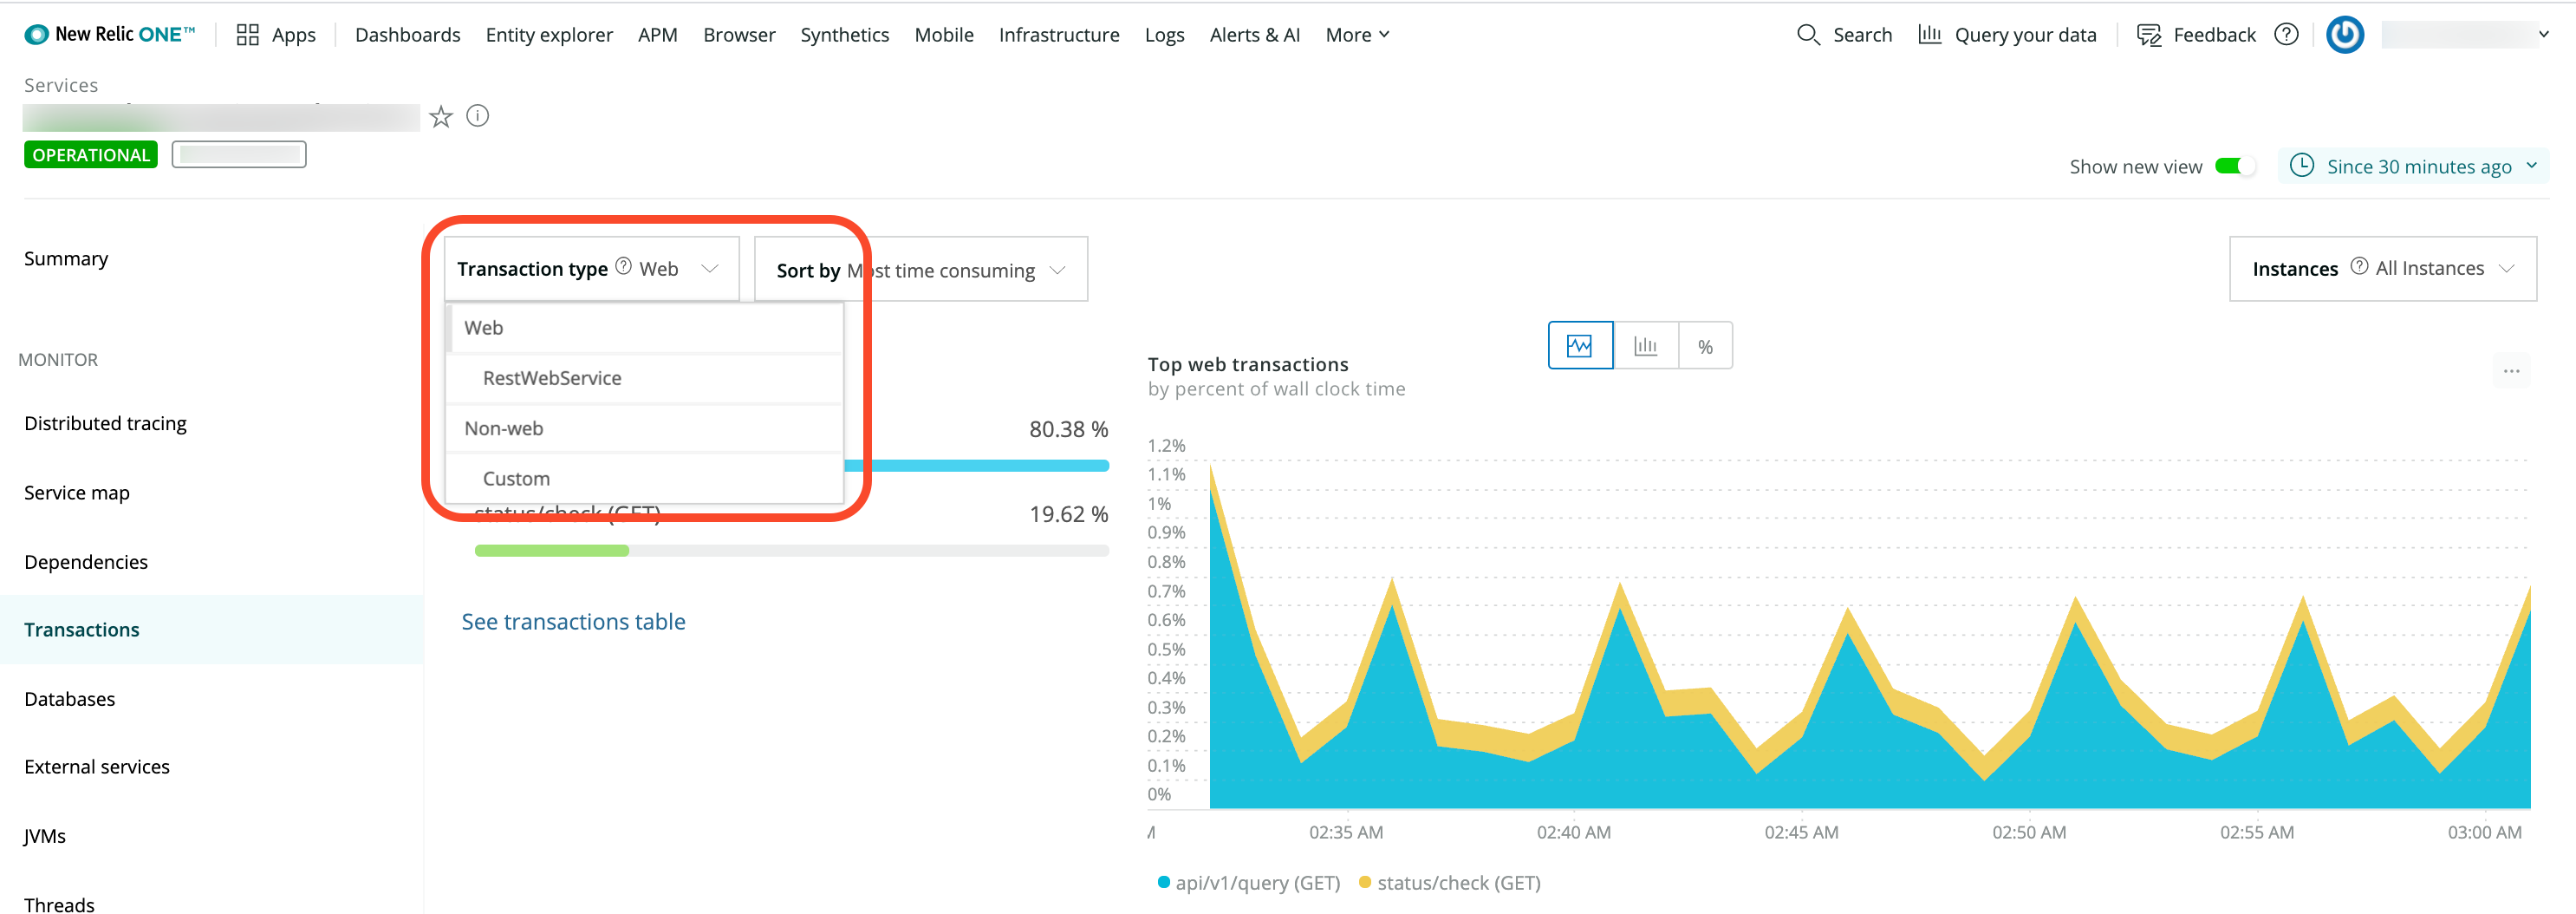 New Relic ONE™ Apps Dashboards Entity explorer APM Browser Synthetics Mobile Infrastructure Logs Alerts & AI More Search Query your data Feedback ?
Services
OPERATIONAL
Show new view Since 30 minutes ago
Summary
MONITOR
Distributed tracing
Service map
Dependencies
Transactions
Databases
External services
JVMs
Threads
Transaction type ? Web
Sort by Most time consuming
Instances ? All Instances
Web
RestWebService
Non-web
Custom
80.38 %
status/check (GET)
19.62 %
See transactions table
Top web transactions
by percent of wall clock time
%
...
1.2%
1.1%
1%
0.9%
0.8%
0.7%
0.6%
0.5%
0.4%
0.3%
0.2%
0.1%
0%
M 02:35 AM 02:40 AM 02:45 AM 02:50 AM 02:55 AM 03:00 AM
api/v1/query (GET) status/check (GET)